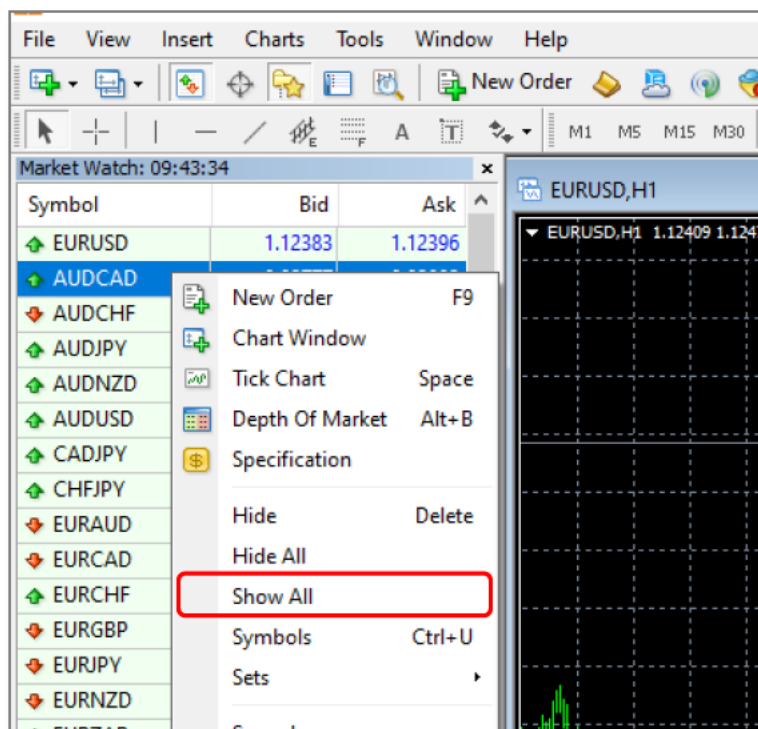 File View Insert Charts Tools Window Help
New Order
E F A T M1 M5 M15 M30
Market Watch: 09:43:34
Symbol Bid Ask
EURUSD 1.12383 1.12396
AUDCAD
AUDCHF
AUDJPY
AUDNZD
AUDUSD
CADJPY
CHFJPY
EURAUD
EURCAD
EURCHF
EURGBP
EURJPY
EURNZD
New Order F9
Chart Window
Tick Chart Space
Depth Of Market Alt+B
Specification
Hide Delete
Hide All
Show All
Symbols Ctrl+U
Sets
EURUSD,H1
EURUSD,H1 1.12409